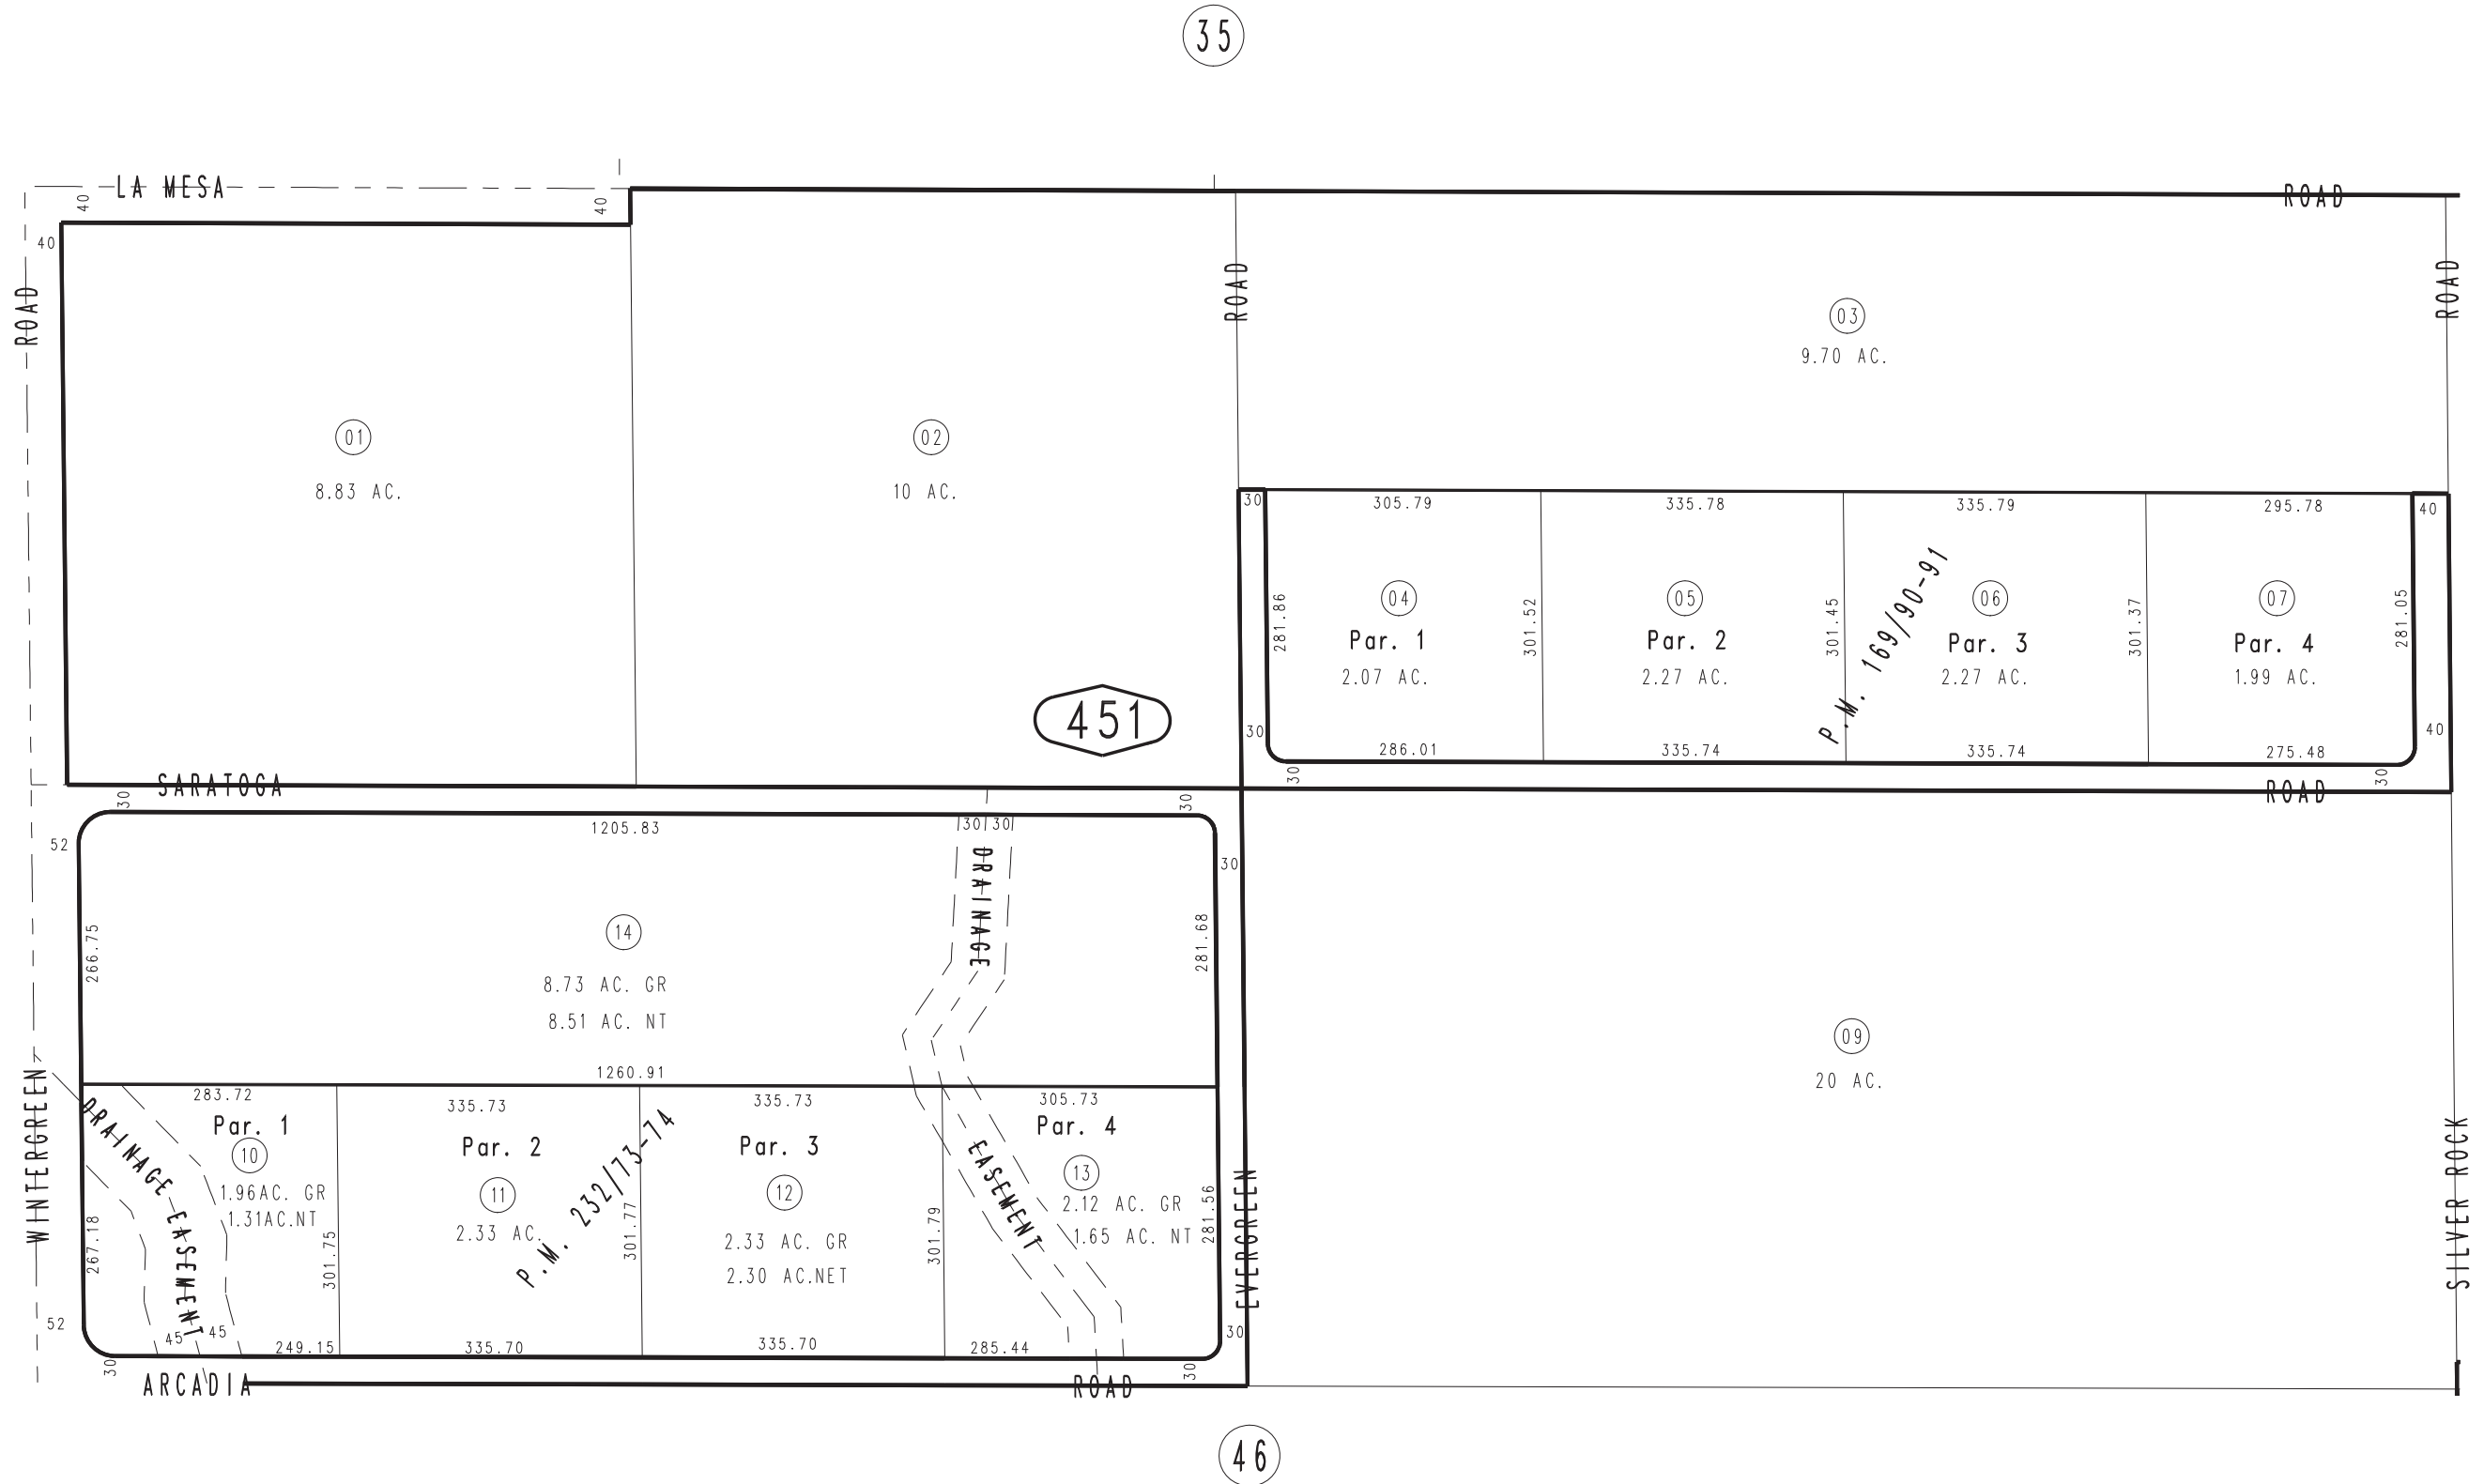 35
LA MESA
ROAD
40
40
40
ROAD
ROAD
ROAD
01
8.83 AC.
02
10 AC.
03
9.70 AC.
30
305.79
335.78
335.79
295.78
40
281.86
04
Par. 1
2.07 AC.
301.52
05
Par. 2
2.27 AC.
301.45
P.M. 169/90-91
06
Par. 3
2.27 AC.
301.37
07
Par. 4
1.99 AC.
281.05
451
30
286.01
335.74
335.74
275.48
40
30
30
SARATOGA
ROAD
30
30
52
1205.83
30
30
30
DRAINAGE
266.75
14
8.73 AC. GR
8.51 AC. NT
281.68
1260.91
09
20 AC.
WINTERGREEN
283.72
335.73
335.73
305.73
DRAINAGE EASEMENT
Par. 1
10
1.96AC. GR
1.31AC.NT
267.18
301.75
Par. 2
11
2.33 AC.
P.M. 232/73-74
301.77
Par. 3
12
2.33 AC. GR
2.30 AC.NET
301.79
EASEMENT
Par. 4
13
2.12 AC. GR
1.65 AC. NT
281.56
EVERGREEN
SILVER ROCK
52
45
45
249.15
335.70
335.70
285.44
30
30
30
ARCADIA
ROAD
46